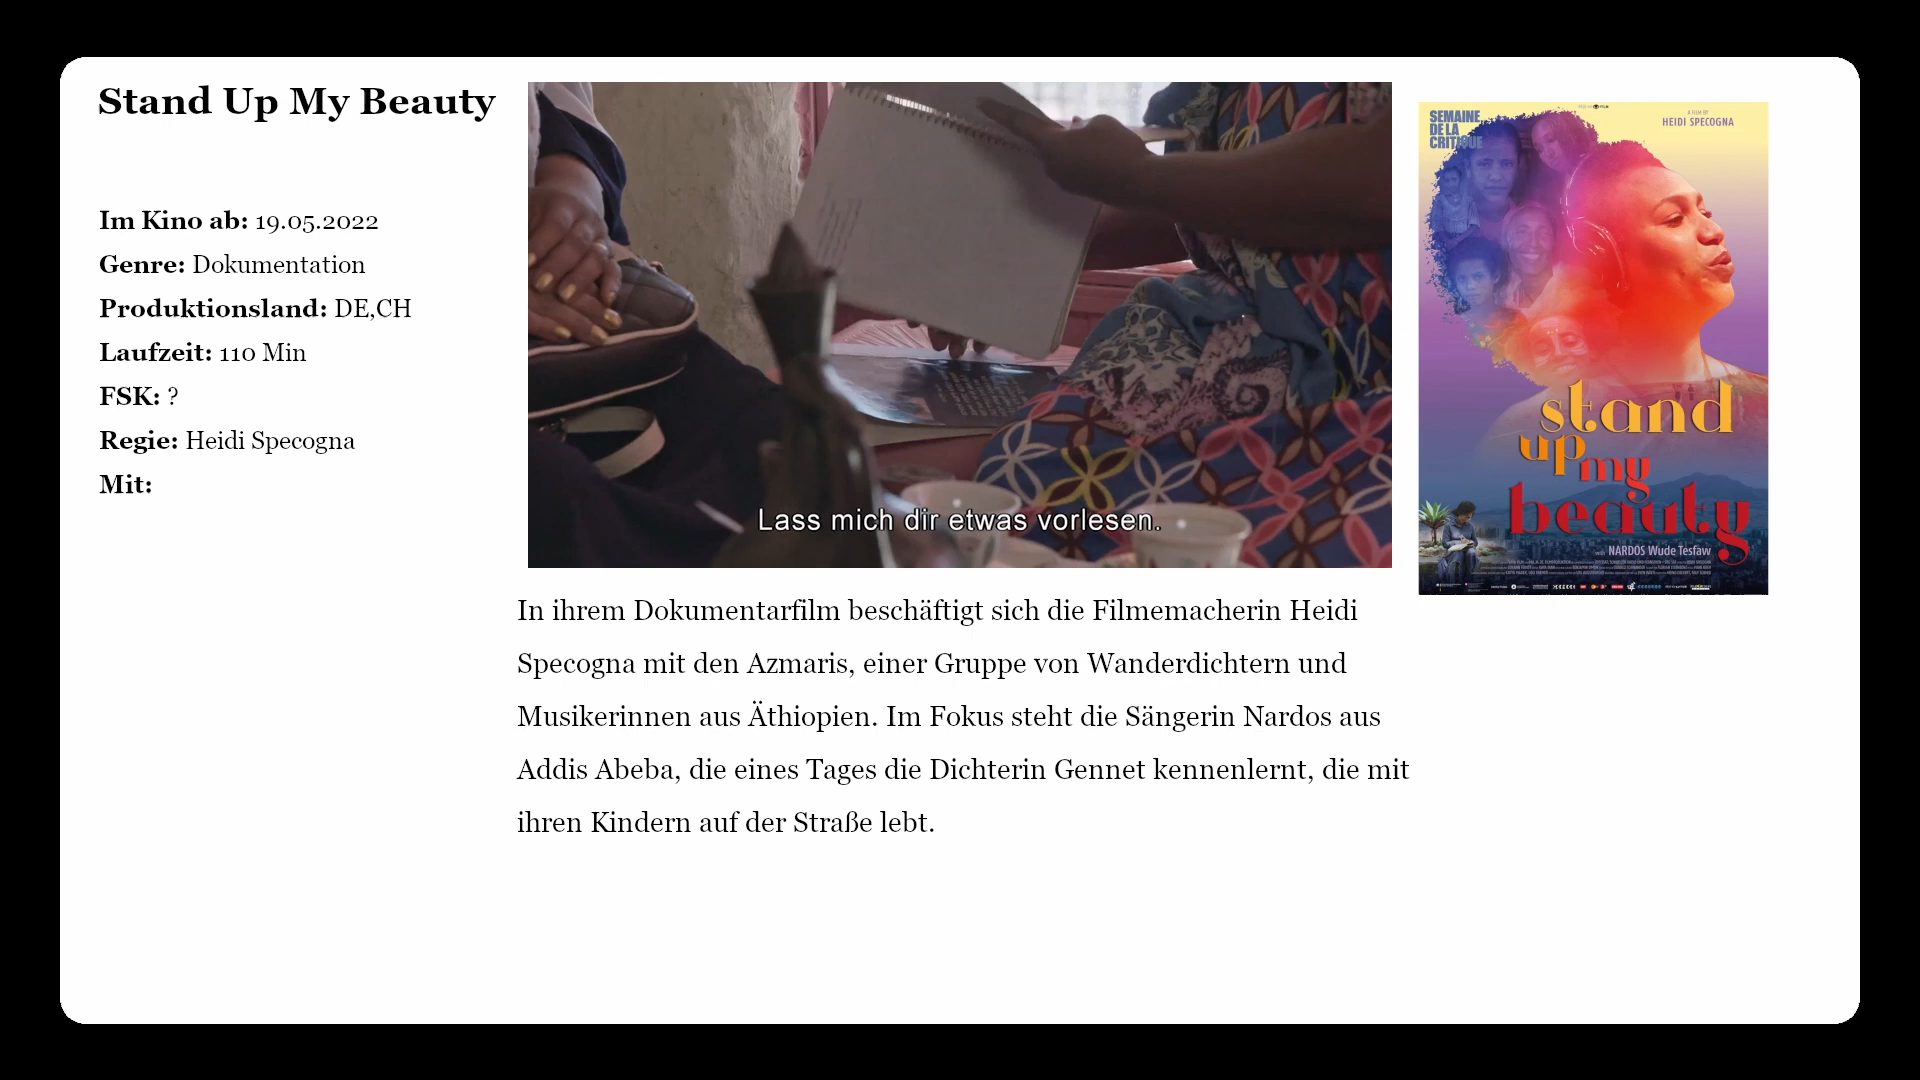 Stand Up My Beauty
Im Kino ab: 19.05.2022
Genre: Dokumentation
Produktionsland: DE,CH
Laufzeit: 110 Min
FSK: ?
Regie: Heidi Specogna
Mit:
Lass mich dir etwas vorlesen.
In ihrem Dokumentarfilm beschäftigt sich die Filmemacherin Heidi
Specogna mit den Azmaris, einer Gruppe von Wanderdichtern und
Musikerinnen aus Äthiopien. Im Fokus steht die Sängerin Nardos aus
Addis Abeba, die eines Tages die Dichterin Gennet kennenlernt, die mit
ihren Kindern auf der Straße lebt.
SEMAINE
DE LA
CRITIQUE
A FILM BY
HEIDI SPECOGNA
stand
up
my
beauty
with NARDOS Wude Tesfaw